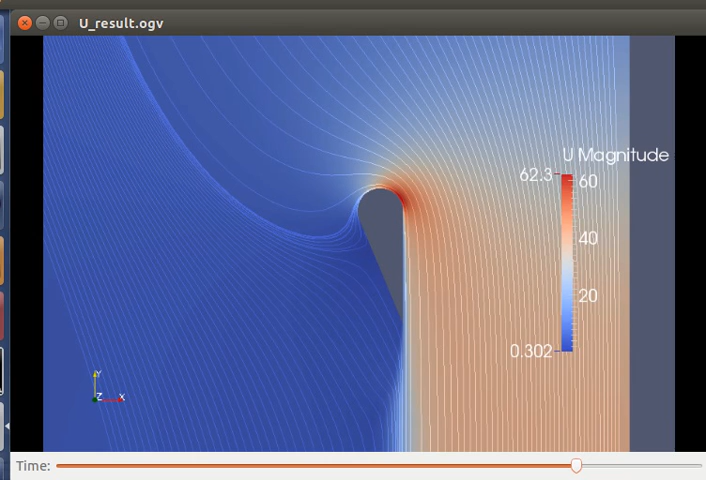 U_result.ogv
U Magnitude
62.3
60
40
20
0.302
Y
Z X
Time: